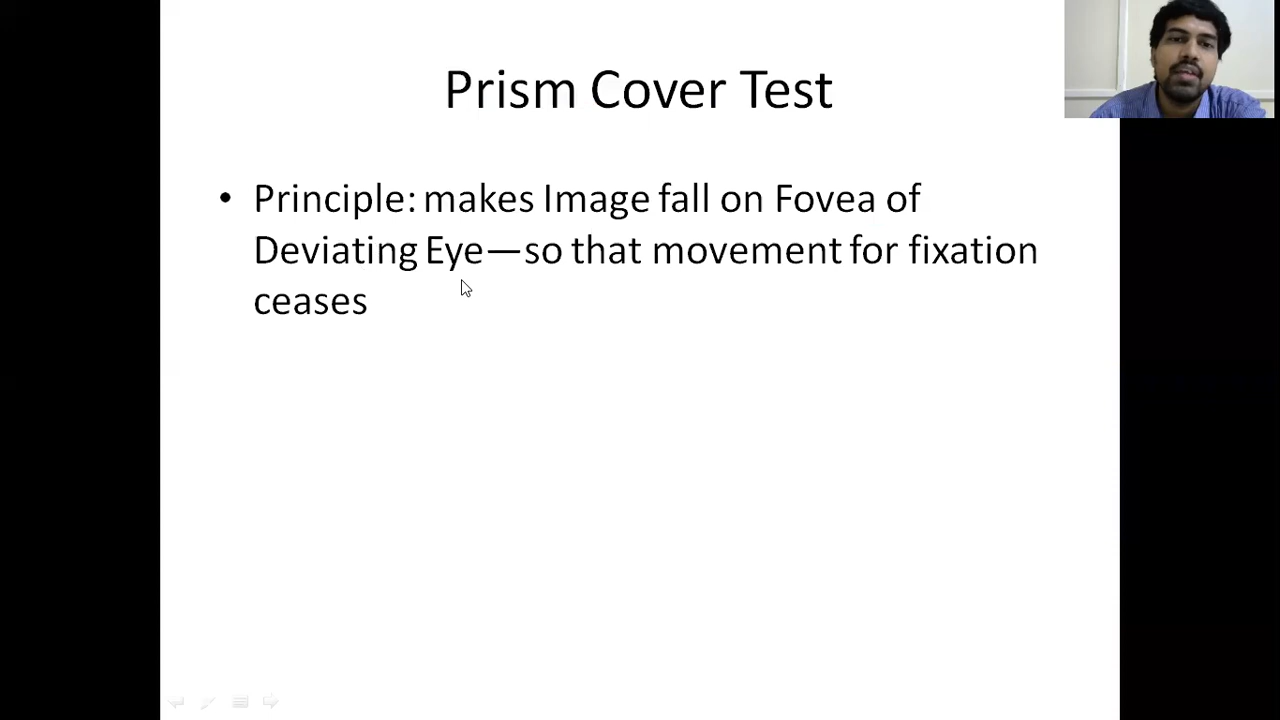 Prism Cover Test
• Principle: makes Image fall on Fovea of
Deviating Eye—so that movement for fixation
ceases